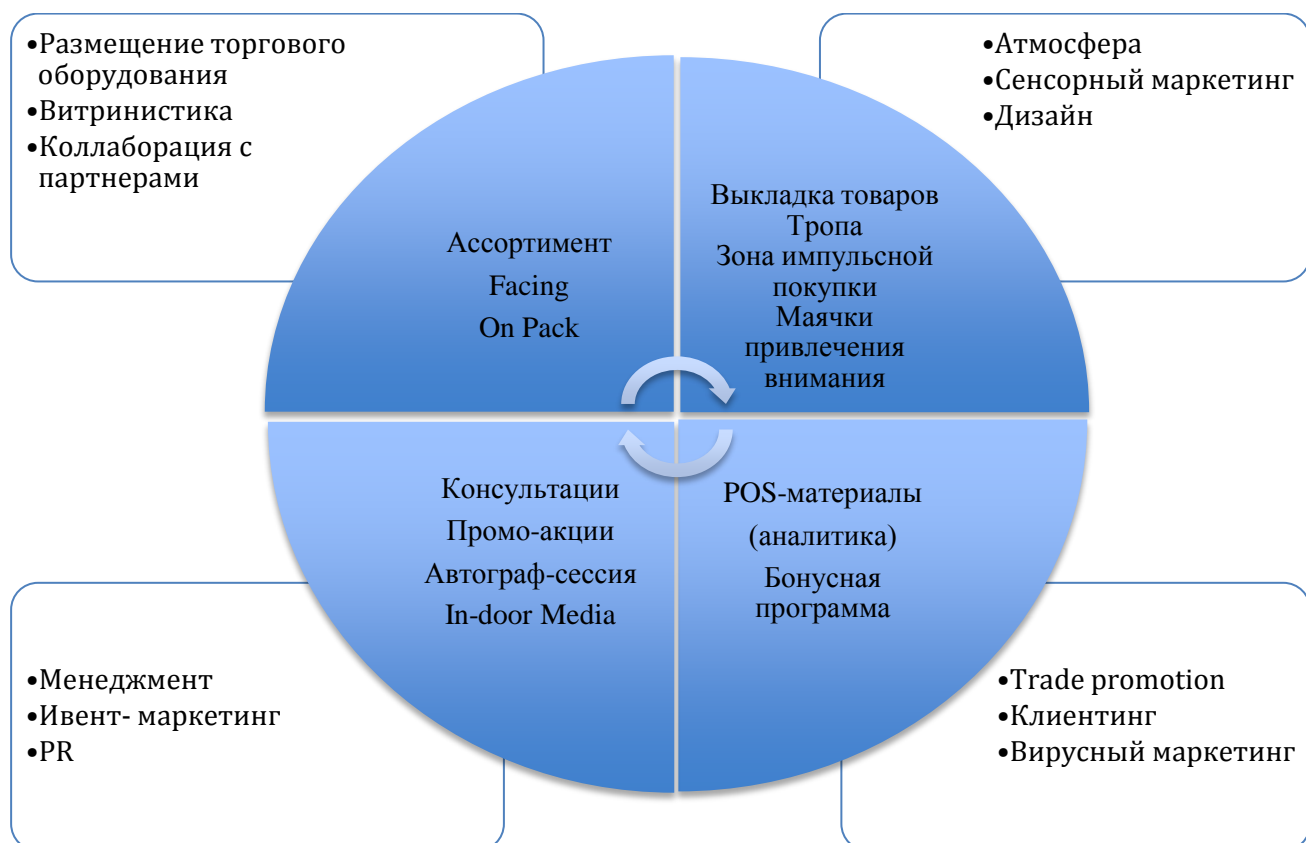 •Размещение торгового
оборудования
•Витринистика
•Коллаборация с
партнерами
•Атмосфера
•Сенсорный маркетинг
•Дизайн
Ассортимент
Facing
On Pack
Выкладка товаров
Тропа
Зона импульсной
покупки
Маячки
привлечения
внимания
Консультации
Промо-акции
Автограф-сессия
In-door Media
POS-материалы
(аналитика)
Бонусная
программа
•Менеджмент
•Ивент- маркетинг
•PR
•Trade promotion
•Клиентинг
•Вирусный маркетинг